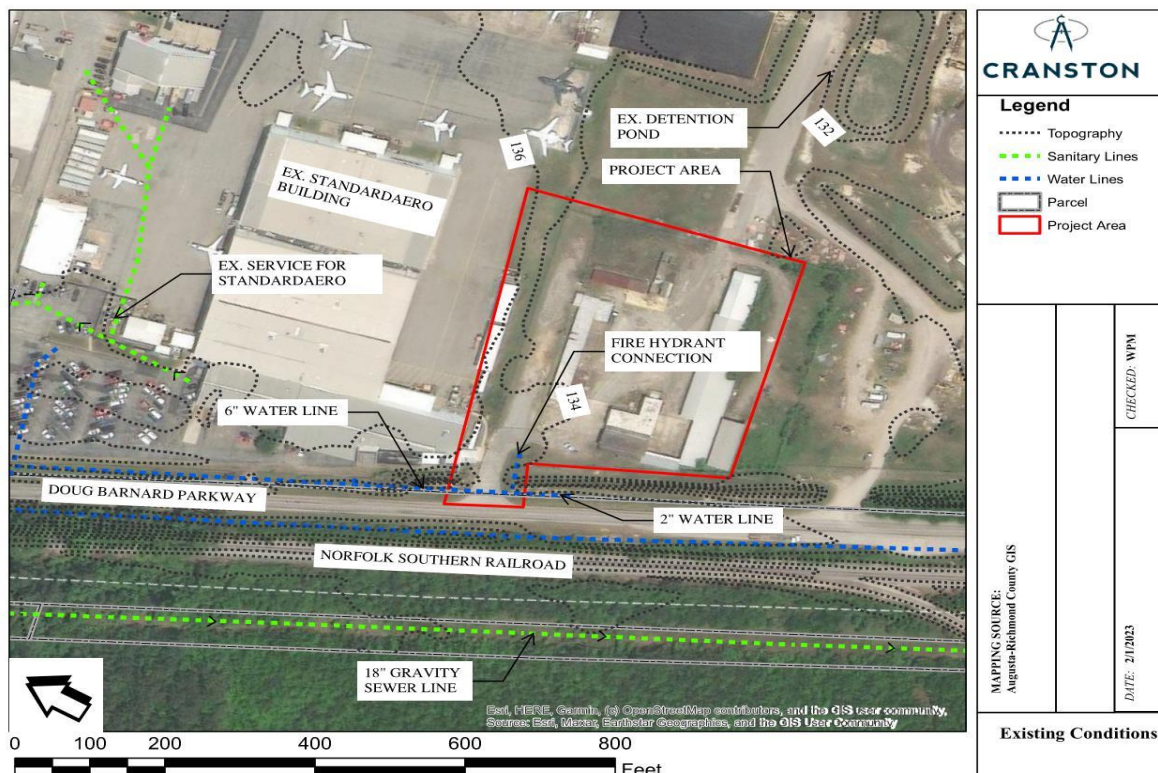 EX. DETENTION
POND
132
136
PROJECT AREA
EX. STANDARDAERO
BUILDING
EX. SERVICE FOR
STANDARDAERO
FIRE HYDRANT
CONNECTION
134
6" WATER LINE
DOUG BARNARD PARKWAY
2" WATER LINE
NORFOLK SOUTHERN RAILROAD
18" GRAVITY
SEWER LINE
Esri, HERE, Garmin, (c) OpenStreetMap contributors, and the GIS user community,
Source: Esri, Maxar, Earthstar Geographics, and the GIS User Community
0 100 200 400 600 800
Feet
CRANSTON
Legend
Topography
Sanitary Lines
Water Lines
Parcel
Project Area
MAPPING SOURCE:
Augusta-Richmond County GIS
CHECKED: WPM
DATE: 2/1/2023
Existing Conditions